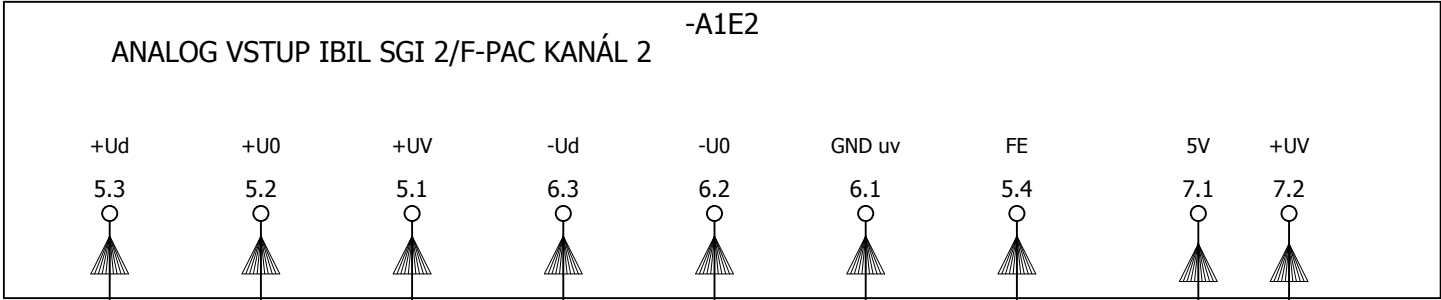 -A1E2
ANALOG VSTUP IBIL SGI 2/F-PAC KANÁL 2
+Ud +U0 +UV -Ud -U0 GND uv FE 5V +UV
5.3 5.2 5.1 6.3 6.2 6.1 5.4 7.1 7.2